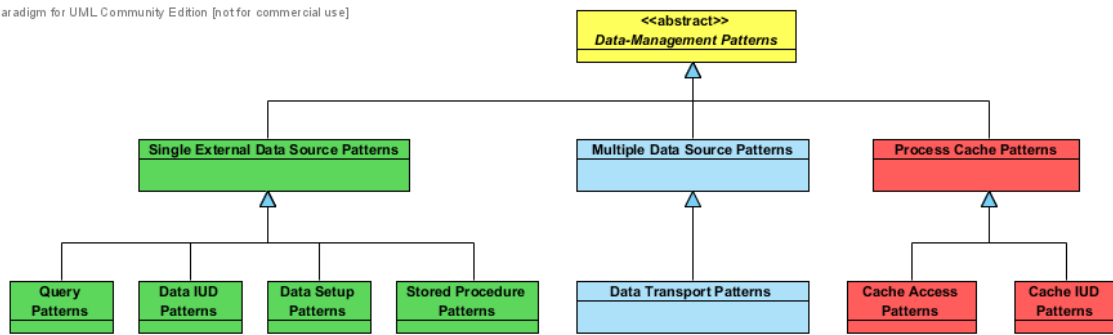 aradigm for UML Community Edition [not for commercial use]
<<abstract>>
Data-Management Patterns
Single External Data Source Patterns
Multiple Data Source Patterns
Process Cache Patterns
Query
Patterns
Data IUD
Patterns
Data Setup
Patterns
Stored Procedure
Patterns
Data Transport Patterns
Cache Access
Patterns
Cache IUD
Patterns